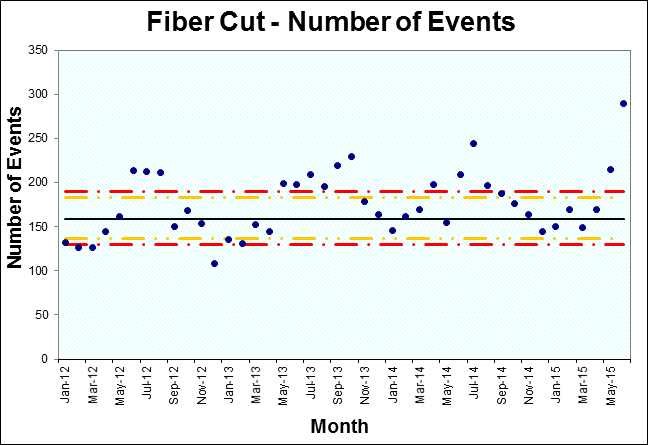 Fiber Cut - Number of Events
350
300
250
200
150
100
50
0
Number of Events
Jan-12
Mar-12
May-12
Jul-12
Sep-12
Nov-12
Jan-13
Mar-13
May-13
Jul-13
Sep-13
Nov-13
Jan-14
Mar-14
May-14
Jul-14
Sep-14
Nov-14
Jan-15
Mar-15
May-15
Month